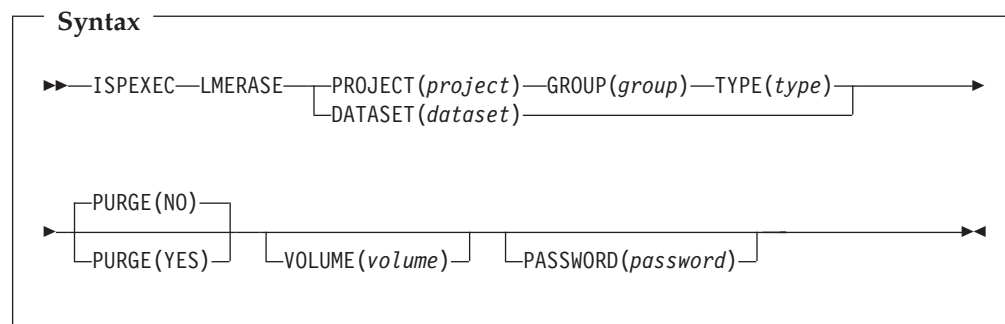 Syntax
ISPEXEC LMERASE PROJECT(project) GROUP(group) TYPE(type)
DATASET(dataset)
PURGE(NO)
PURGE(YES) VOLUME(volume) PASSWORD(password)